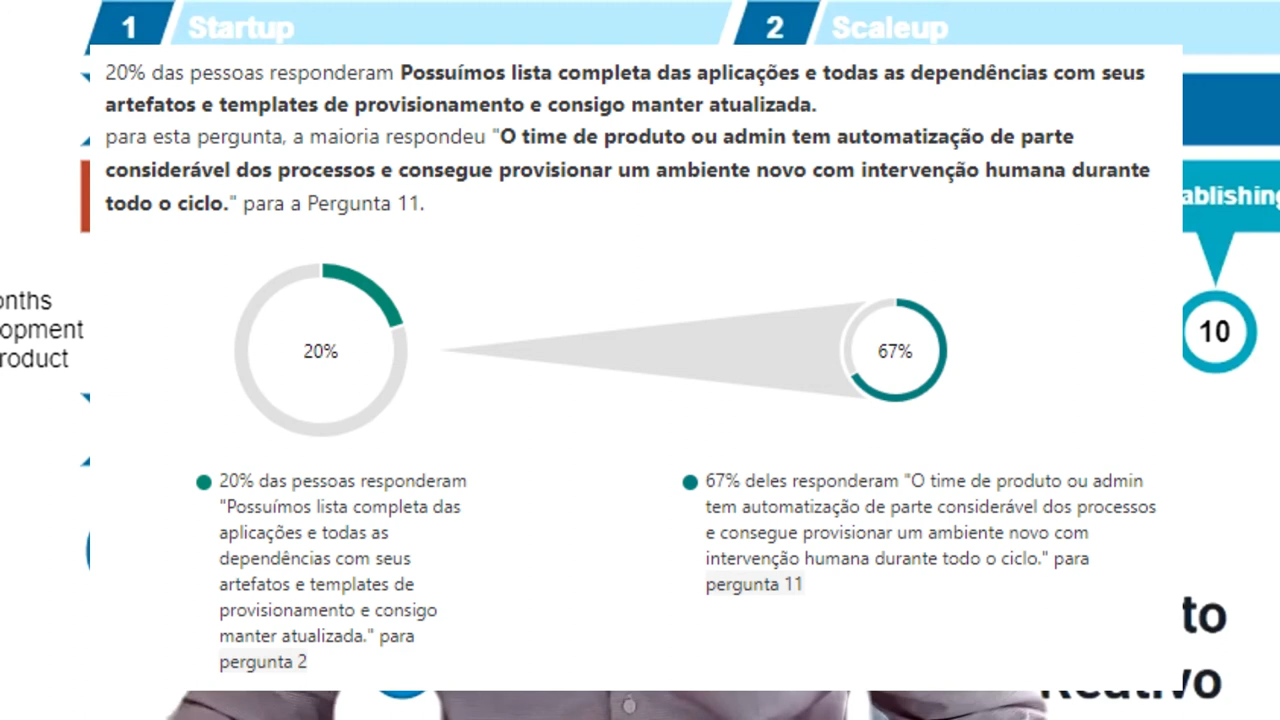 1 Startup
2 Scaleup
20% das pessoas responderam Possuímos lista completa das aplicações e todas as dependências com seus
artefatos e templates de provisionamento e consigo manter atualizada.
para esta pergunta, a maioria respondeu "O time de produto ou admin tem automatização de parte
considerável dos processos e consegue provisionar um ambiente novo com intervenção humana durante
todo o ciclo." para a Pergunta 11.
20%
67%
10
20% das pessoas responderam
"Possuímos lista completa das
aplicações e todas as
dependências com seus
artefatos e templates de
provisionamento e consigo
manter atualizada." para
pergunta 2
67% deles responderam "O time de produto ou admin
tem automatização de parte considerável dos processos
e consegue provisionar um ambiente novo com
intervenção humana durante todo o ciclo." para
pergunta 11